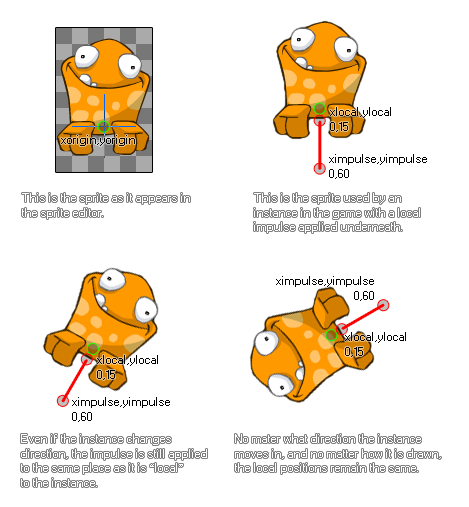 xorigin,yorigin
This is the sprite as it appears in
the sprite editor.
xlocal,ylocal
0,15
ximpulse,yimpulse
0,60
This is the sprite used by an
instance in the game with a local
impulse applied underneath.
xlocal,ylocal
0,15
ximpulse,yimpulse
0,60
Even if the instance changes
direction, the impulse is still applied
to the same place as it is "local"
to the instance.
ximpulse,yimpulse
0,60
xlocal,ylocal
0,15
No mater what direction the instance
moves in, and no matter how it is drawn,
the local positions remain the same.